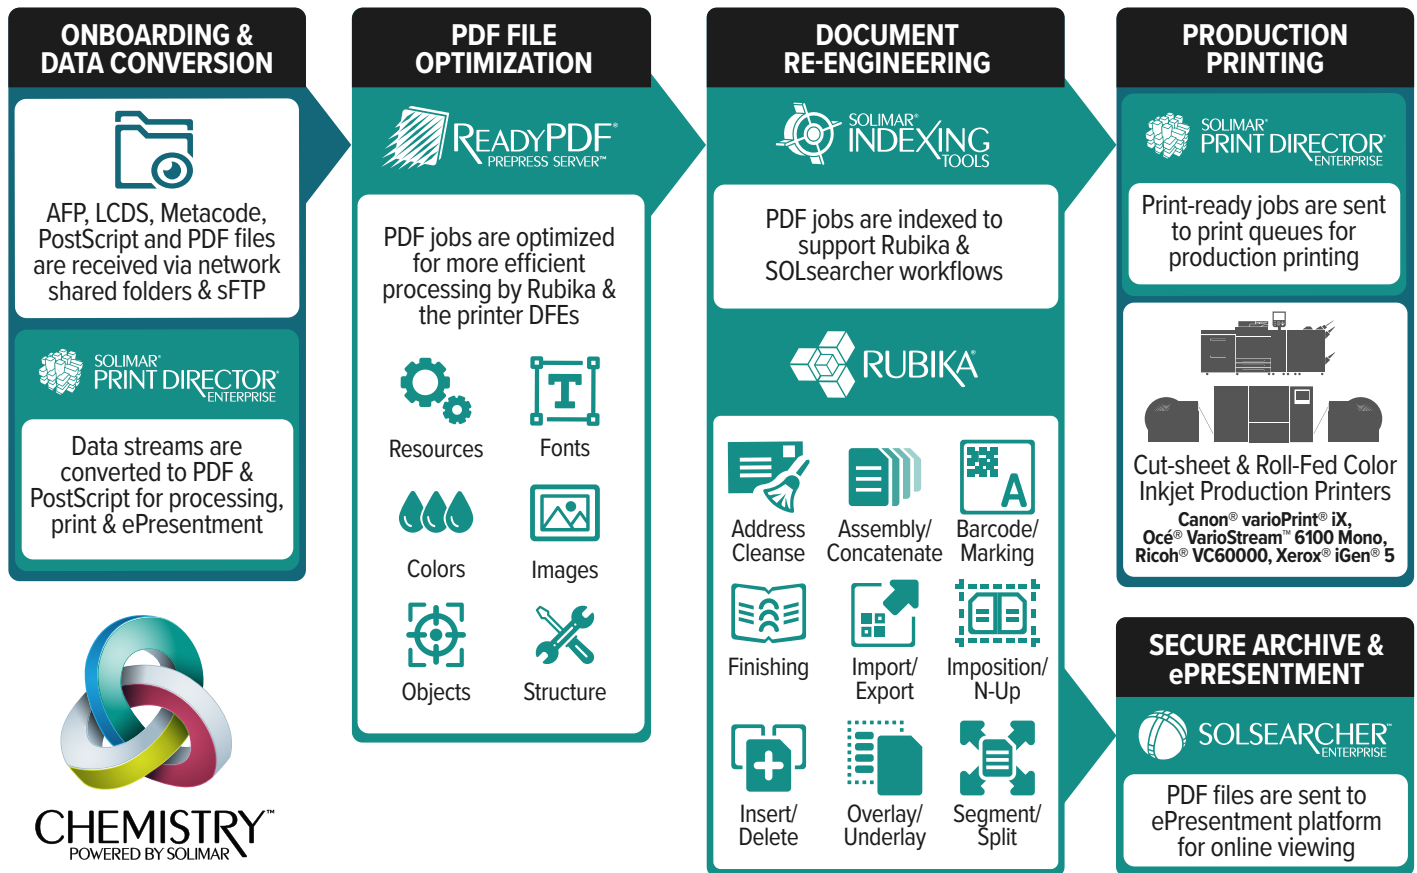 ONBOARDING &
DATA CONVERSION
AFP, LCDS, Metacode,
PostScript and PDF files
are received via network
shared folders & sFTP
SOLIMAR®
PRINT DIRECTOR®
ENTERPRISE
Data streams are
converted to PDF &
PostScript for processing,
print & ePresentment
CHEMISTRY™
POWERED BY SOLIMAR
PDF FILE
OPTIMIZATION
READYPDF®
PREPRESS SERVER™
PDF jobs are optimized
for more efficient
processing by Rubika &
the printer DFEs
Resources
Fonts
T
Colors
Images
Objects
Structure
DOCUMENT
RE-ENGINEERING
SOLIMAR®
INDEXING
TOOLS
PDF jobs are indexed to
support Rubika &
SOLsearcher workflows
RUBIKA®
A
Address
Cleanse
Assembly/
Concatenate
Barcode/
Marking
Finishing
Import/
Export
Imposition/
N-Up
Insert/
Delete
Overlay/
Underlay
Segment/
Split
PRODUCTION
PRINTING
SOLIMAR®
PRINT DIRECTOR®
ENTERPRISE
Print-ready jobs are sent
to print queues for
production printing
Cut-sheet & Roll-Fed Color
Inkjet Production Printers
Canon® varioPrint® iX,
Océ® VarioStream™ 6100 Mono,
Ricoh® VC60000, Xerox® iGen® 5
SECURE ARCHIVE &
ePRESENTMENT
SOLSEARCHER™
ENTERPRISE
PDF files are sent to
ePresentment platform
for online viewing